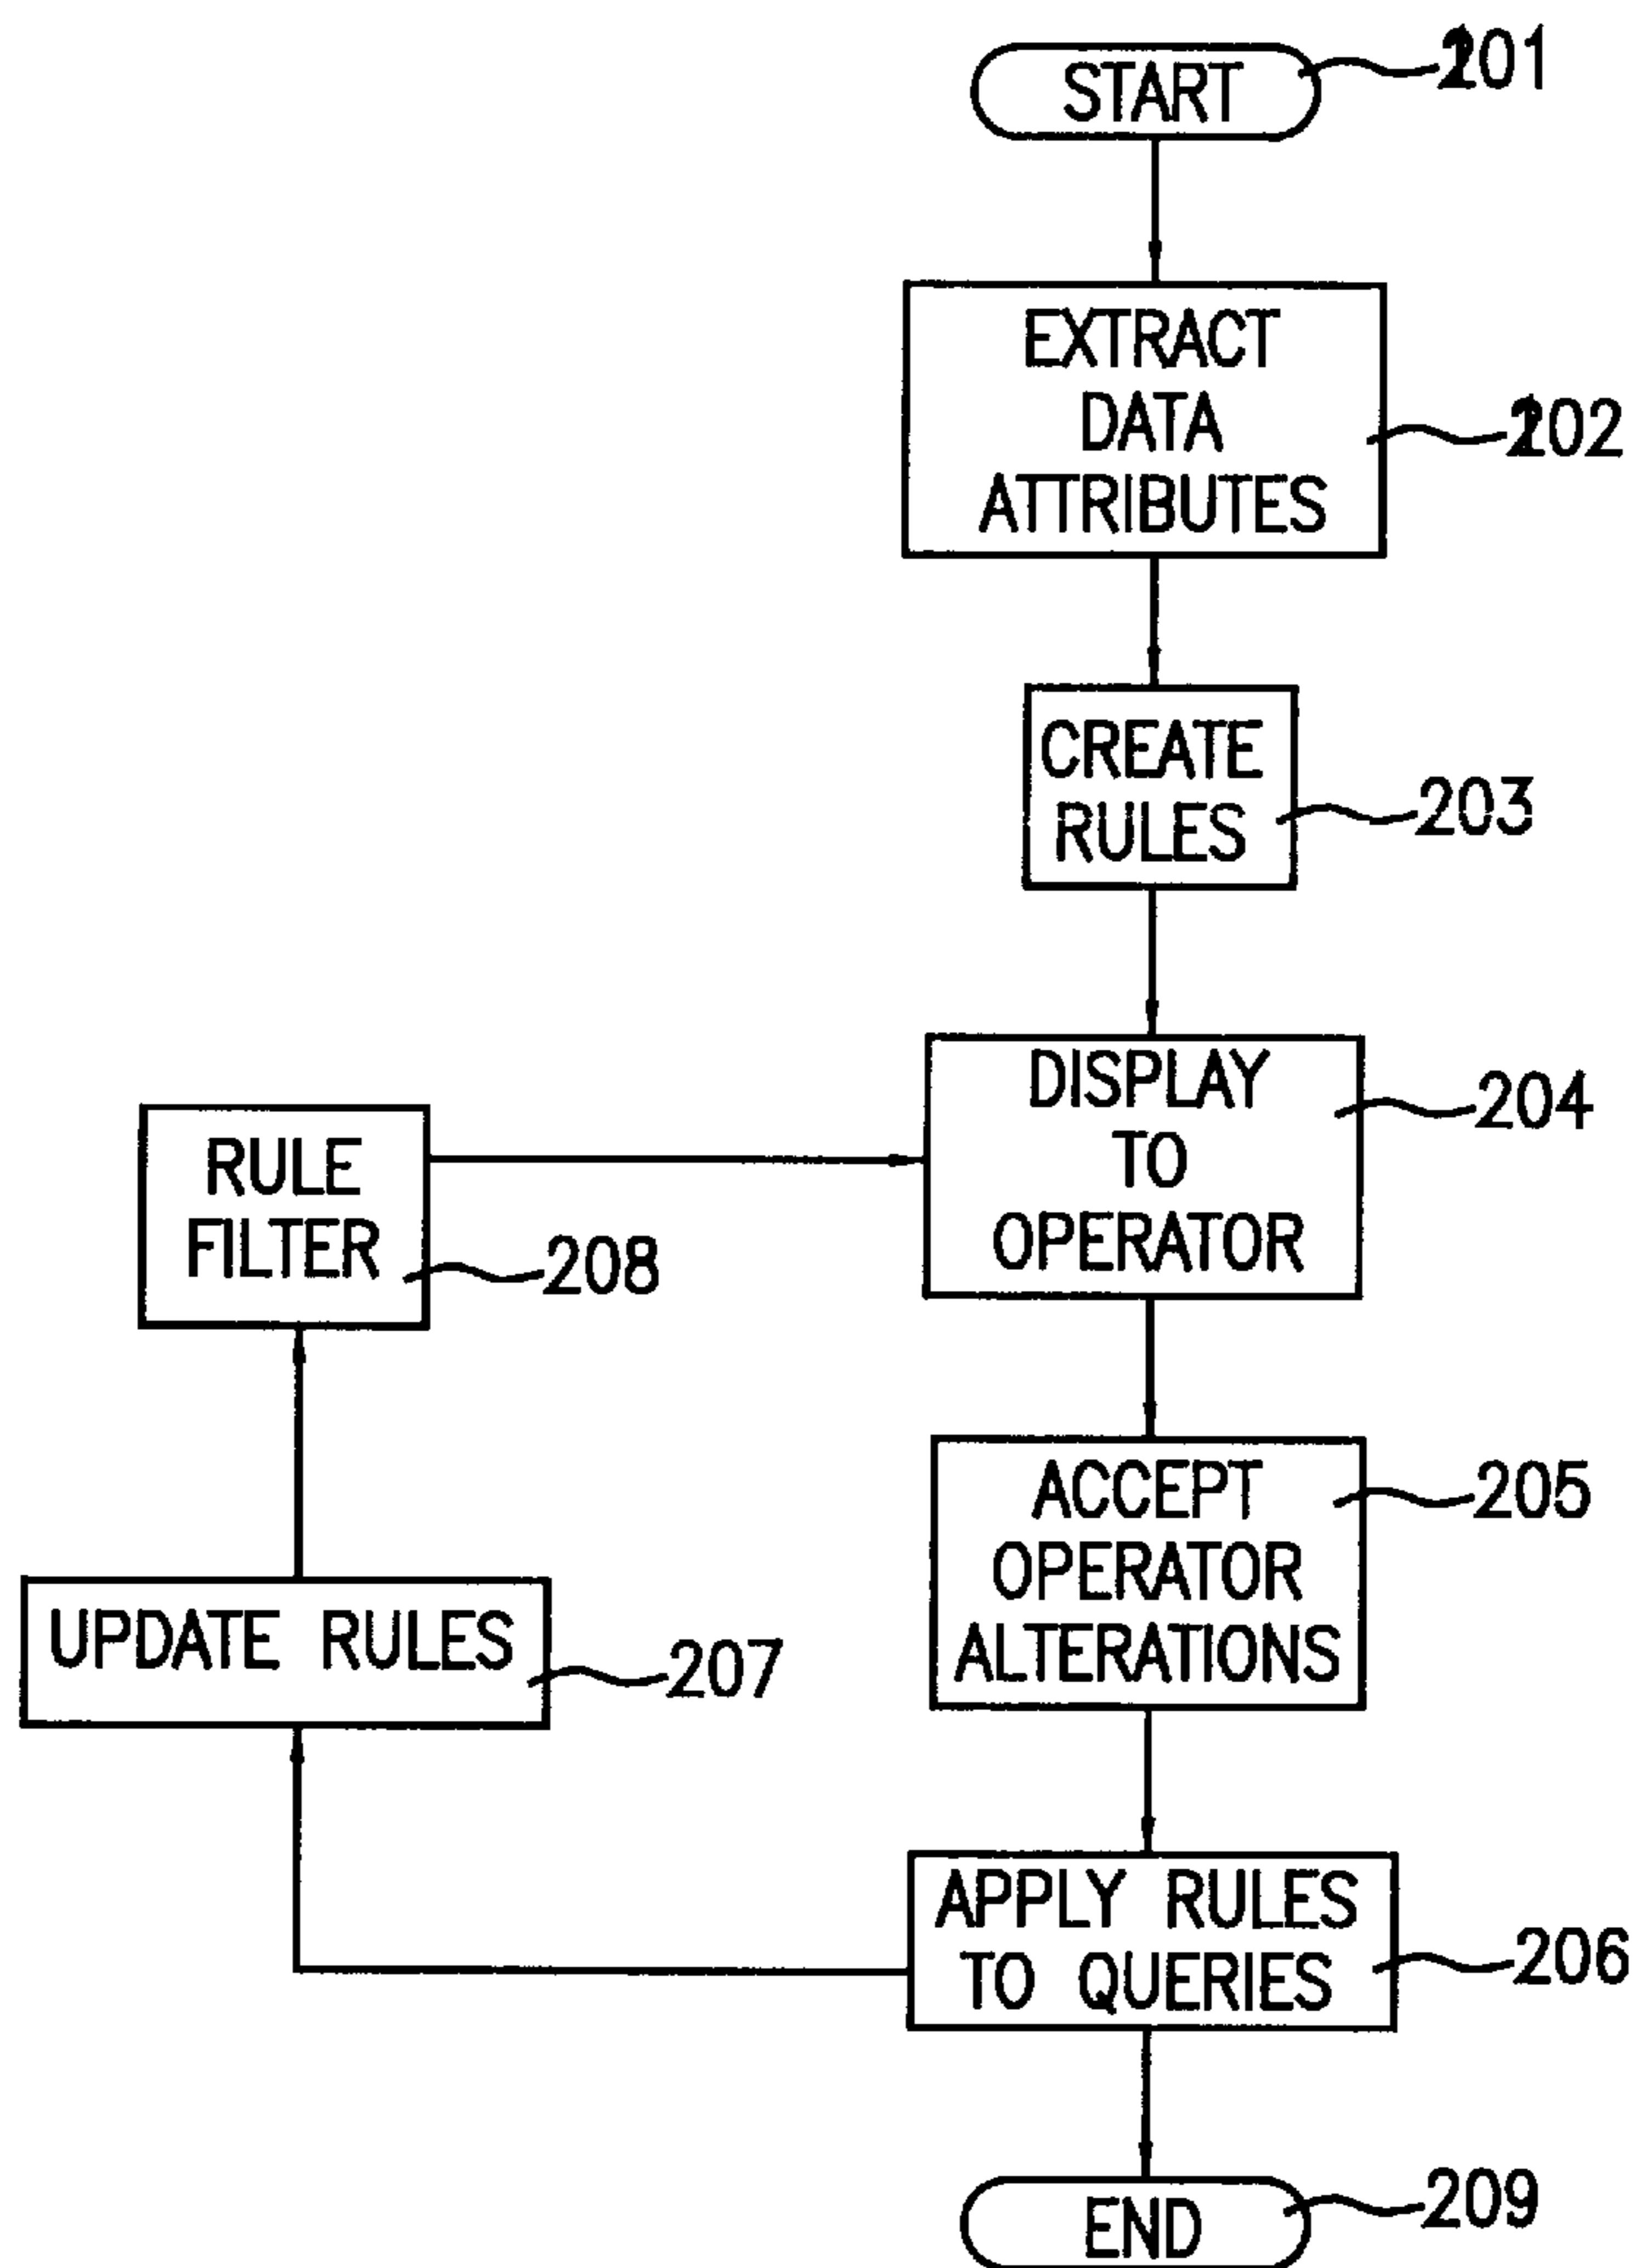 START
201
EXTRACT
DATA
ATTRIBUTES
202
CREATE
RULES
203
DISPLAY
TO
OPERATOR
204
RULE
FILTER
208
ACCEPT
OPERATOR
ALTERATIONS
205
UPDATE RULES
207
APPLY RULES
TO QUERIES
206
END
209